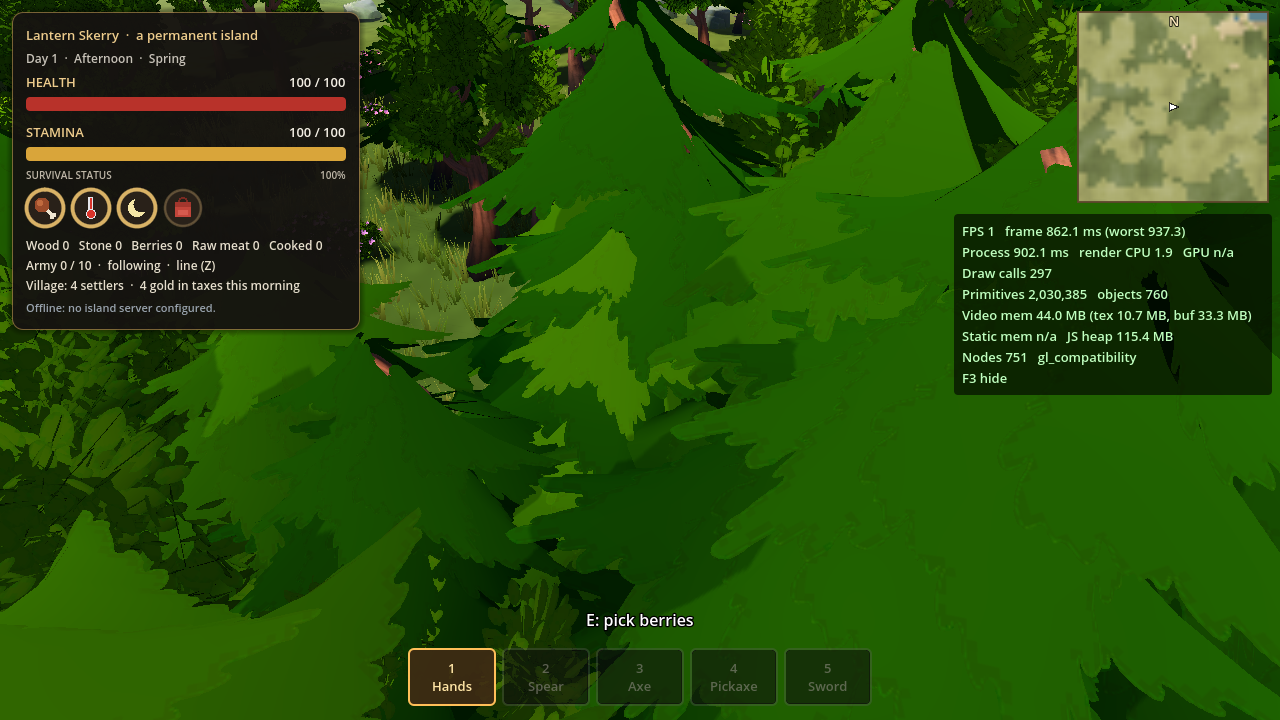 Lantern Skerry · a permanent island
Day 1 · Afternoon · Spring
HEALTH 100 / 100
STAMINA 100 / 100
SURVIVAL STATUS 100%
Wood 0 Stone 0 Berries 0 Raw meat 0 Cooked 0
Army 0 / 10 · following · line (Z)
Village: 4 settlers · 4 gold in taxes this morning
Offline: no island server configured.
N
FPS 1 frame 862.1 ms (worst 937.3)
Process 902.1 ms render CPU 1.9 GPU n/a
Draw calls 297
Primitives 2,030,385 objects 760
Video mem 44.0 MB (tex 10.7 MB, buf 33.3 MB)
Static mem n/a JS heap 115.4 MB
Nodes 751 gl_compatibility
F3 hide
E: pick berries
1 Hands
2 Spear
3 Axe
4 Pickaxe
5 Sword